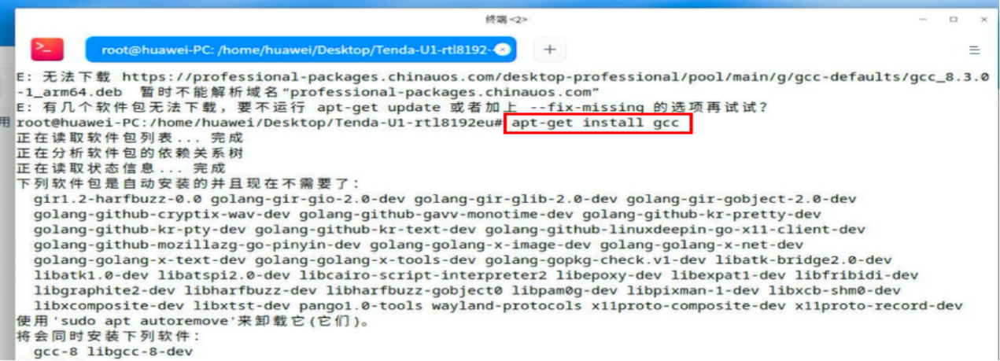 终端 <2>
root@huawei-PC: /home/huawei/Desktop/Tenda-U1-rtl8192-
E: 无法下载 https://professional-packages.chinauos.com/desktop-professional/pool/main/g/gcc-defaults/gcc_8.3.0
-1_arm64.deb 暂时不能解析域名“professional-packages.chinauos.com”
E: 有几个软件包无法下载，要不运行 apt-get update 或者加上 --fix-missing 的选项再试试？
用
root@huawei-PC:/home/huawei/Desktop/Tenda-U1-rtl8192eu# apt-get install gcc
正在读取软件包列表... 完成
正在分析软件包的依赖关系树
正在读取状态信息... 完成
下列软件包是自动安装的并且现在不需要了：
gir1.2-harfbuzz-0.0 golang-gir-gio-2.0-dev golang-gir-glib-2.0-dev golang-gir-gobject-2.0-dev
golang-github-cryptix-wav-dev golang-github-gavv-monotime-dev golang-github-kr-pretty-dev
golang-github-kr-pty-dev golang-github-kr-text-dev golang-github-linuxdeepin-go-x11-client-dev
golang-github-mozillazg-go-pinyin-dev golang-golang-x-image-dev golang-golang-x-net-dev
golang-golang-x-text-dev golang-golang-x-tools-dev golang-gopkg-check.v1-dev libatk-bridge2.0-dev
libatk1.0-dev libatspi2.0-dev libcairo-script-interpreter2 libepoxy-dev libexpat1-dev libfribidi-dev
libgraphite2-dev libharfbuzz-dev libharfbuzz-gobject0 libpam0g-dev libpixman-1-dev libxcb-shm0-dev
libxcomposite-dev libxtst-dev pango1.0-tools wayland-protocols x11proto-composite-dev x11proto-record-dev
使用'sudo apt autoremove'来卸载它(它们)。
将会同时安装下列软件：
gcc-8 libgcc-8-dev